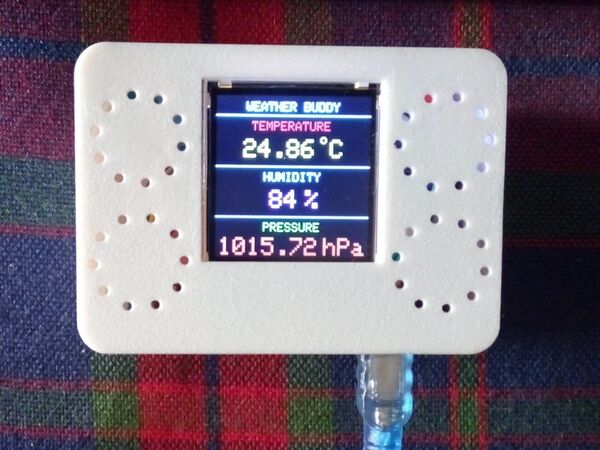 WEATHER BUDDY
TEMPERATURE
24.86°C
HUMIDITY
84 %
PRESSURE
1015.72 hPa